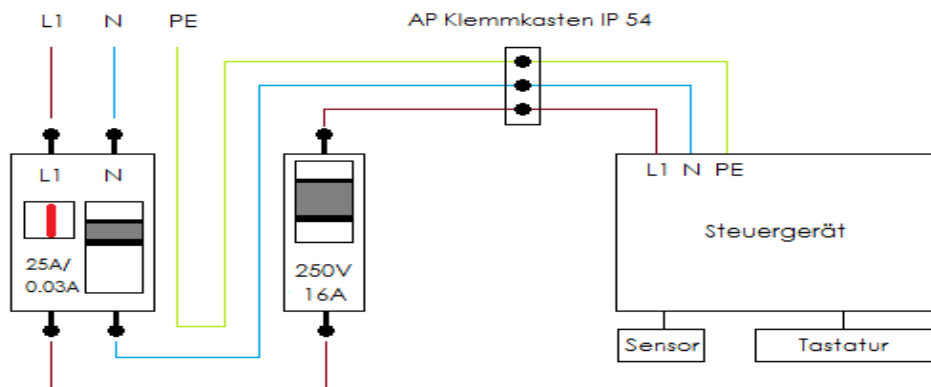 L1 N PE
AP Klemmkasten IP 54
L1 N
25A/
0.03A
250V
16A
L1 N PE
Steuergerät
Sensor
Tastatur